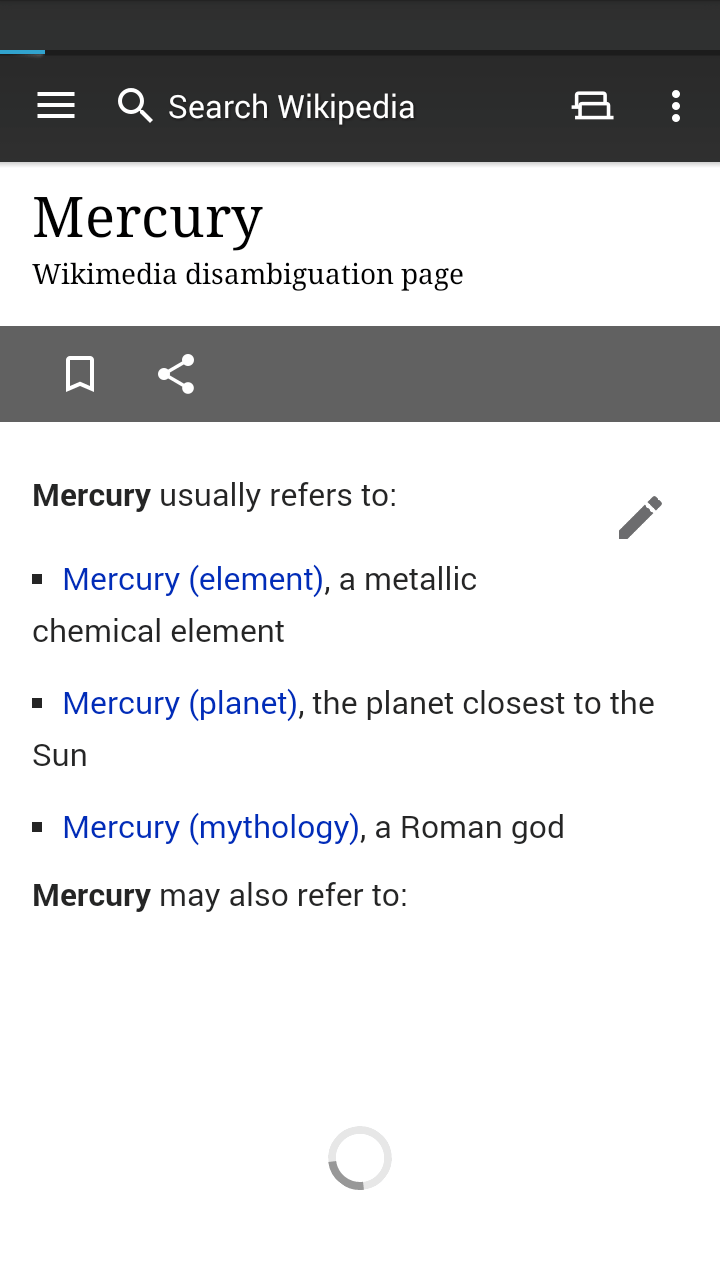 Search Wikipedia
Mercury
Wikimedia disambiguation page
Mercury usually refers to:
Mercury (element), a metallic
chemical element
Mercury (planet), the planet closest to the
Sun
Mercury (mythology), a Roman god
Mercury may also refer to: